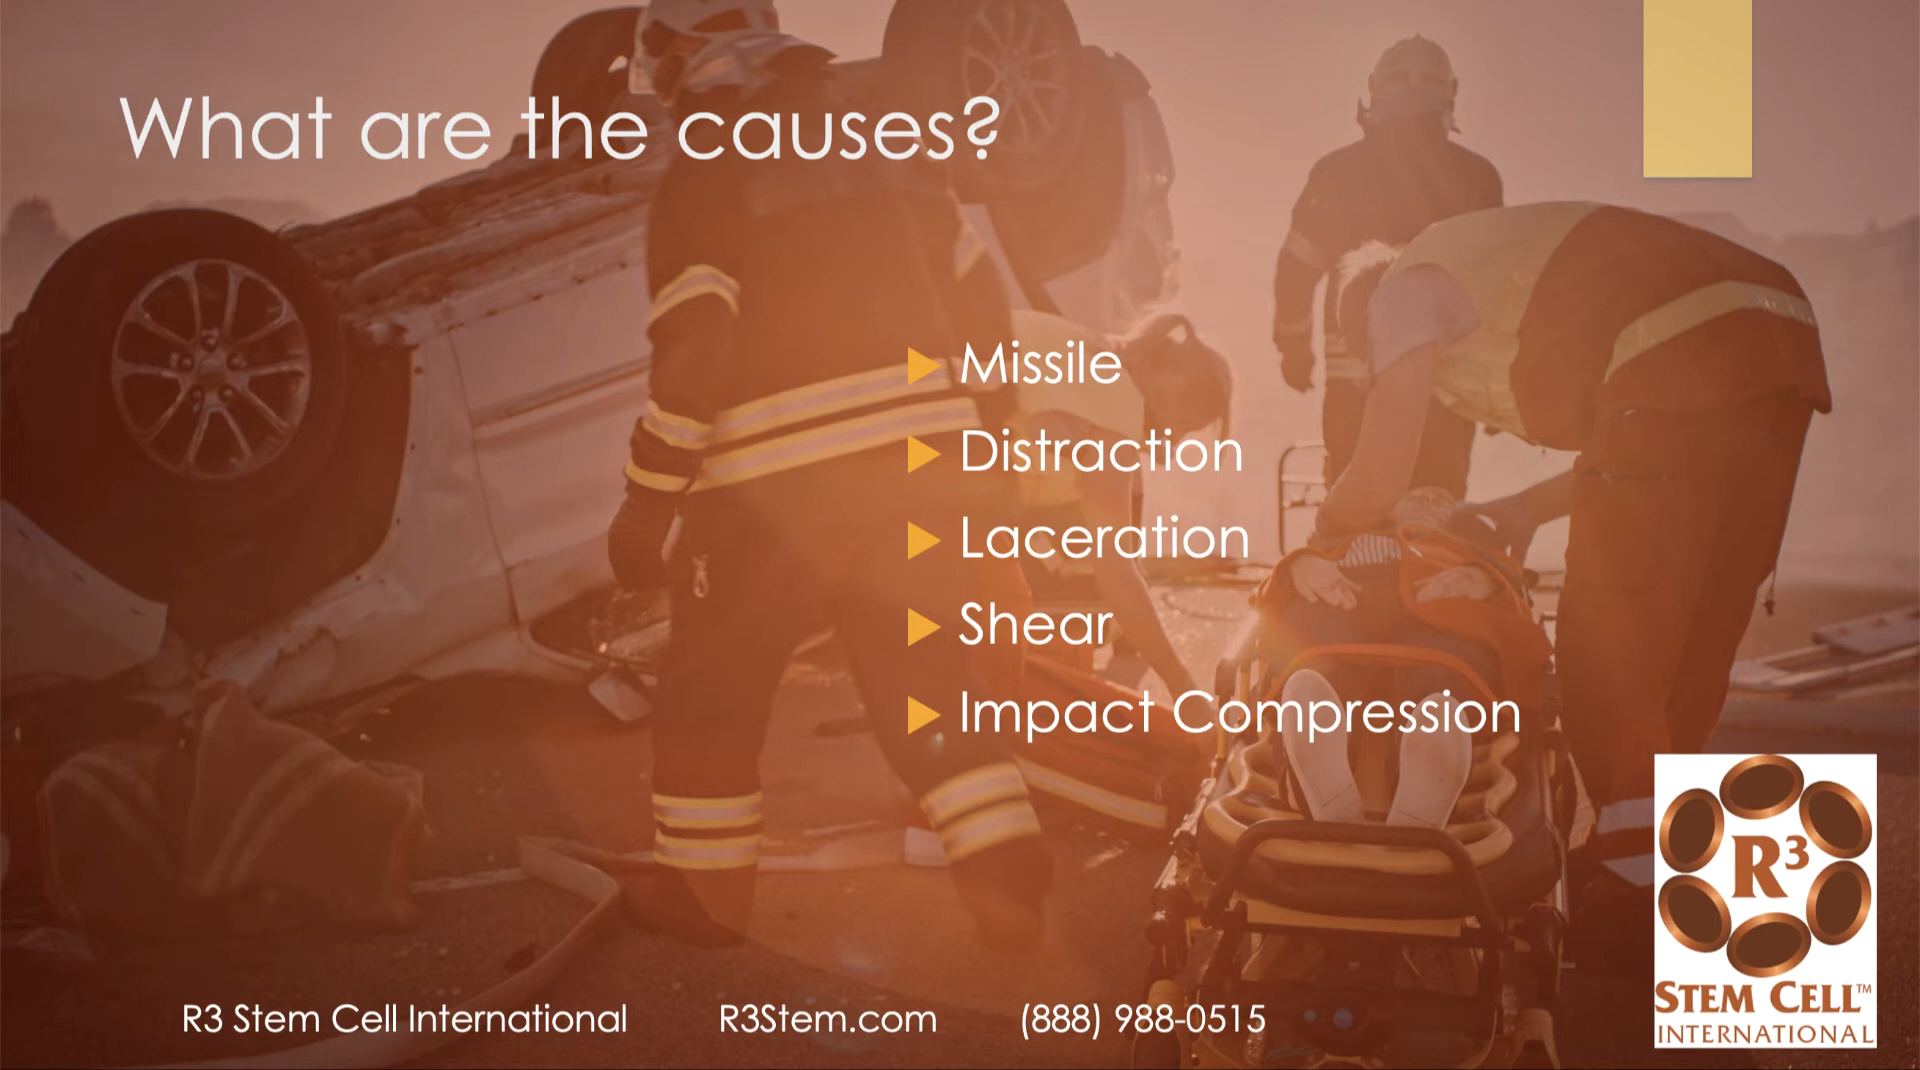 What are the causes?
Missile
Distraction
Laceration
Shear
Impact Compression
R3 Stem Cell International R3Stem.com (888) 988-0515
R³
STEM CELL™
INTERNATIONAL